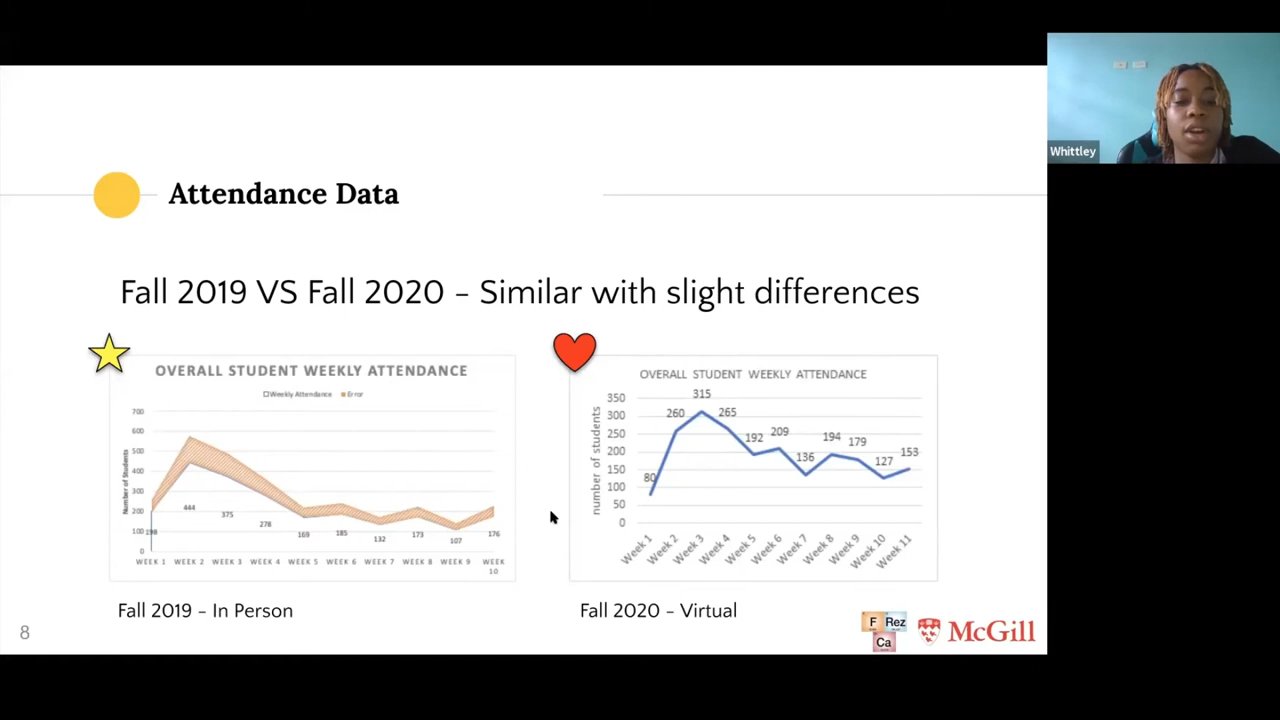 Whittley
Attendance Data
Fall 2019 VS Fall 2020 – Similar with slight differences
OVERALL STUDENT WEEKLY ATTENDANCE
Weekly Attendance Error
Number of Students
700
600
500
400
300
200
100
0
198
444
375
278
169
185
132
173
107
176
WEEK 1 WEEK 2 WEEK 3 WEEK 4 WEEK 5 WEEK 6 WEEK 7 WEEK 8 WEEK 9 WEEK 10
Fall 2019 – In Person
OVERALL STUDENT WEEKLY ATTENDANCE
number of students
350
300
250
200
150
100
50
0
80
260
315
265
192
209
136
194
179
127
153
Week 1 Week 2 Week 3 Week 4 Week 5 Week 6 Week 7 Week 8 Week 9 Week 10 Week 11
Fall 2020 – Virtual
8
F Rez
Ca
McGill